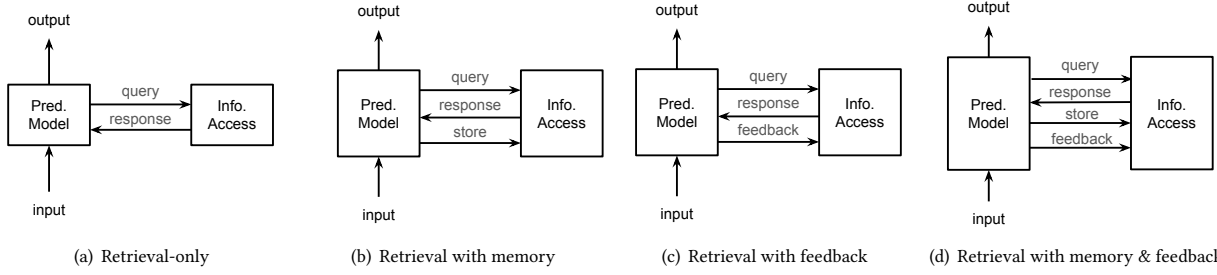 output
Pred.
Model
query
response
Info.
Access
input
(a) Retrieval-only
output
Pred.
Model
query
response
store
Info.
Access
input
(b) Retrieval with memory
output
Pred.
Model
query
response
feedback
Info.
Access
input
(c) Retrieval with feedback
output
Pred.
Model
query
response
store
feedback
Info.
Access
input
(d) Retrieval with memory & feedback